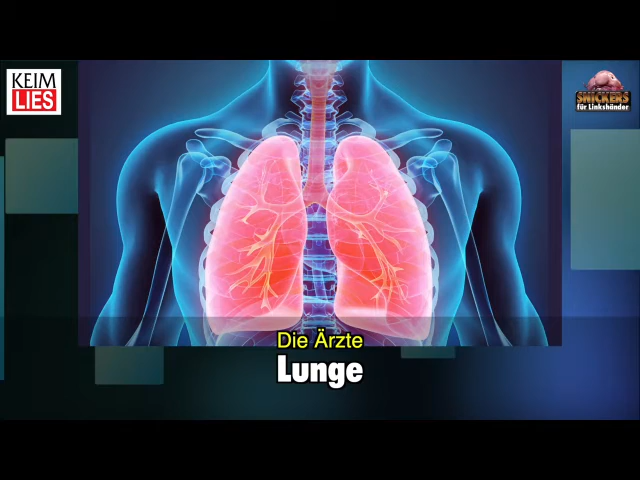 KEIM
LIES
SNICKERS
für Linkshänder
Die Ärzte
Lunge